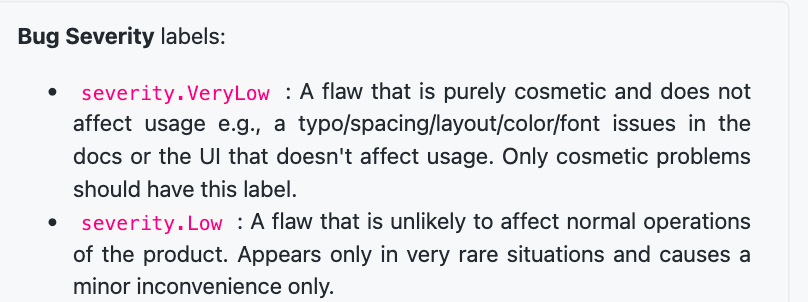 Bug Severity labels:
• severity.VeryLow : A flaw that is purely cosmetic and does not
affect usage e.g., a typo/spacing/layout/color/font issues in the
docs or the UI that doesn't affect usage. Only cosmetic problems
should have this label.
• severity.Low : A flaw that is unlikely to affect normal operations
of the product. Appears only in very rare situations and causes a
minor inconvenience only.